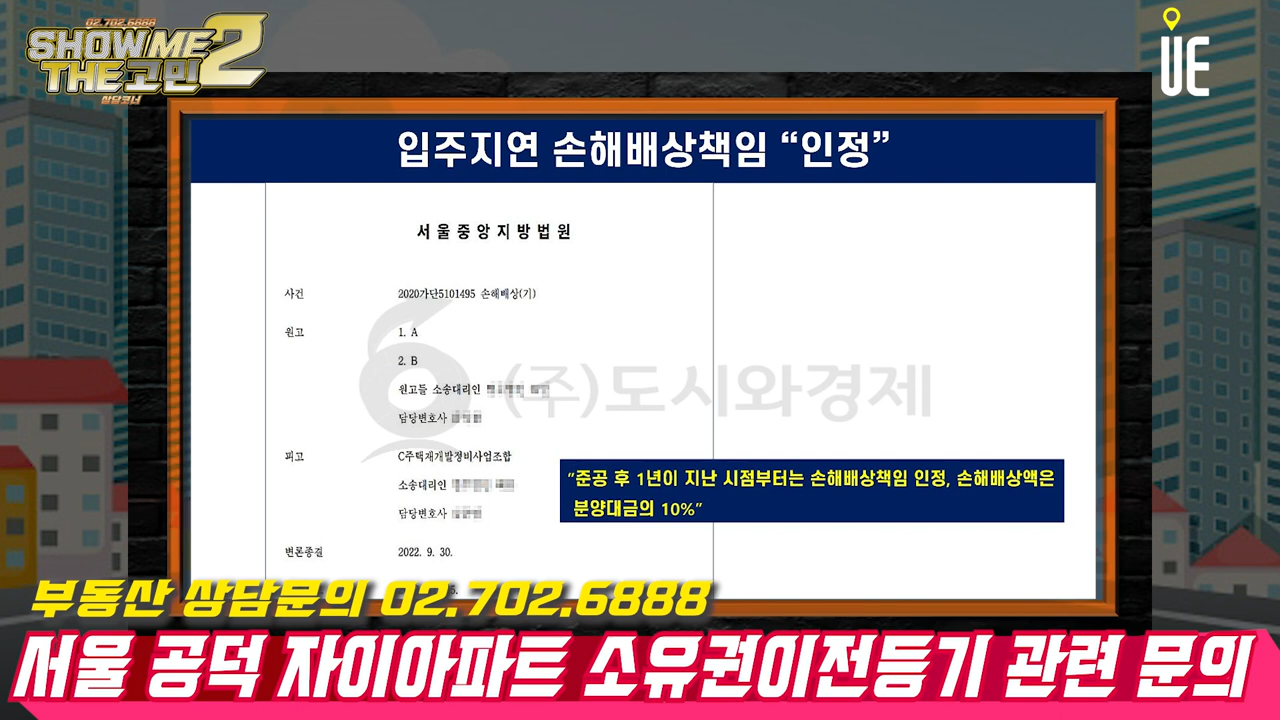 02.702.6888
SHOW ME
THE고민2
상담코너
UE
입주지연 손해배상책임 “인정”
서울중앙지방법원
사건 2020가단5101495 손해배상(기)
원고 1. A
2. B
원고들 소송대리인
담당변호사
(주)도시와경제
피고 C주택재개발정비사업조합
소송대리인
담당변호사
"준공 후 1년이 지난 시점부터는 손해배상책임 인정, 손해배상액은
분양대금의 10%"
변론종결 2022. 9. 30.
부동산 상담문의 02.702.6888
서울 공덕 자이아파트 소유권이전등기 관련 문의